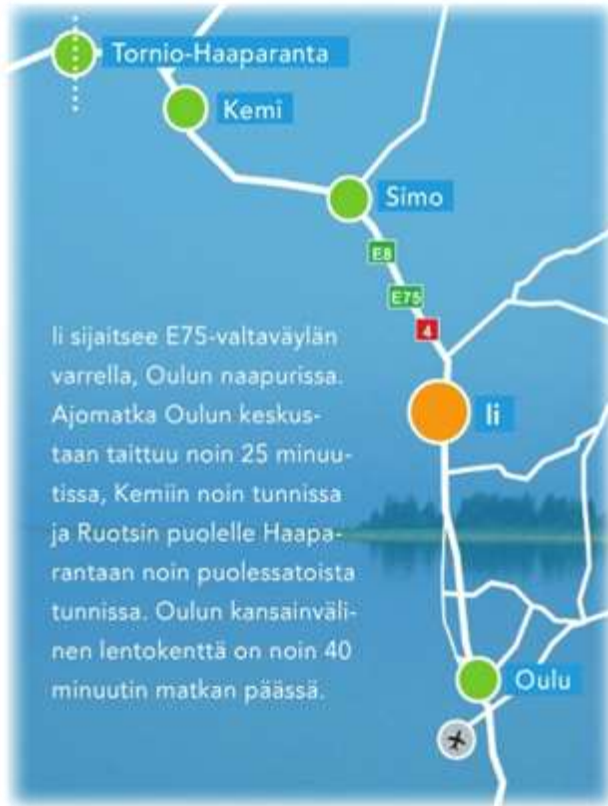 Tornio-Haaparanta
Kemi
Simo
E8
E75
4
Ii sijaitsee E75-valtaväylän
varrella, Oulun naapurissa.
Ajomatka Oulun keskus-
taan taittuu noin 25 minuu-
tissa, Kemiin noin tunnissa
ja Ruotsin puolelle Haapa-
rantaan noin puolessatoista
tunnissa. Oulun kansainväli-
nen lentokenttä on noin 40
minuutin matkan päässä.
Ii
Oulu